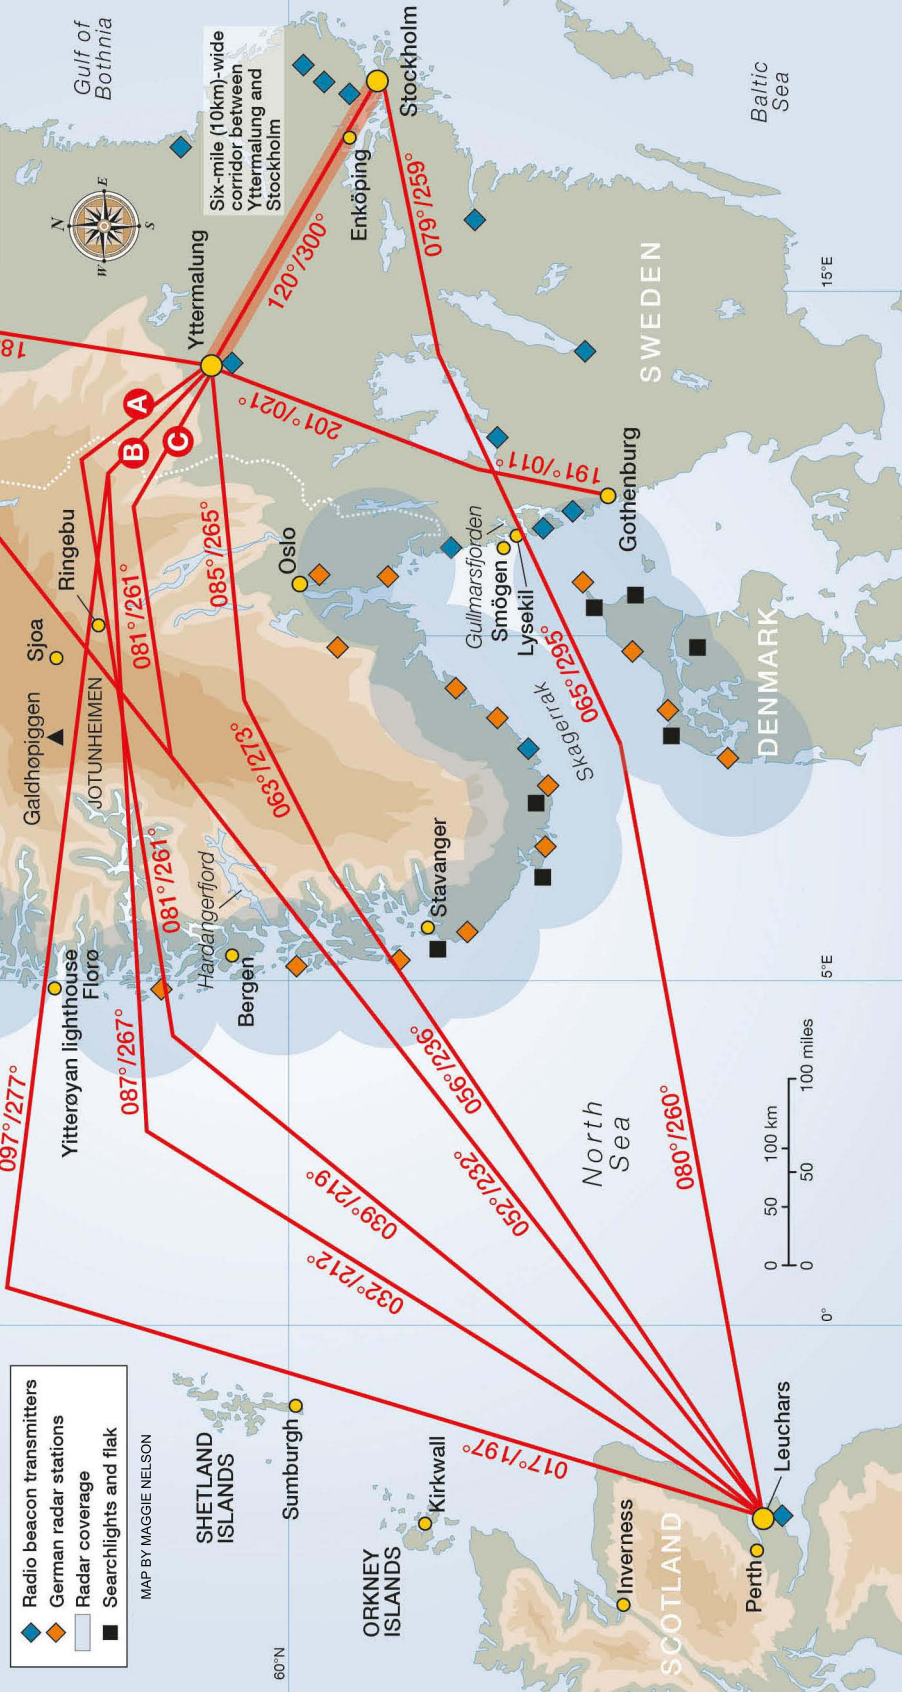 Radio beacon transmitters
German radar stations
Radar coverage
Searchlights and flak
MAP BY MAGGIE NELSON
SHETLAND
ISLANDS
Sumburgh
ORKNEY
ISLANDS
Kirkwall
Inverness
SCOTLAND
Perth
Leuchars
60°N
0°
5°E
15°E
017°/197°
032°/212°
039°/219°
052°/232°
056°/236°
080°/260°
097°/277°
087°/267°
081°/261°
081°/261°
063°/273°
085°/265°
065°/295°
079°/259°
191°/011°
201°/021°
120°/300°
18
A
B
C
North
Sea
0 50 100 km
0 50 100 miles
Yitterøyan lighthouse
Florø
Bergen
Hardangerfjord
Stavanger
Galdhøpiggen
JOTUNHEIMEN
Sjoa
Ringebu
Oslo
Skagerrak
Gullmarsfjorden
Smögen
Lysekil
Gothenburg
DENMARK
SWEDEN
Yttermalung
Six-mile (10km)-wide
corridor between
Yttermalung and
Stockholm
Enköping
Stockholm
Gulf of
Bothnia
Baltic
Sea
N
E
S
W